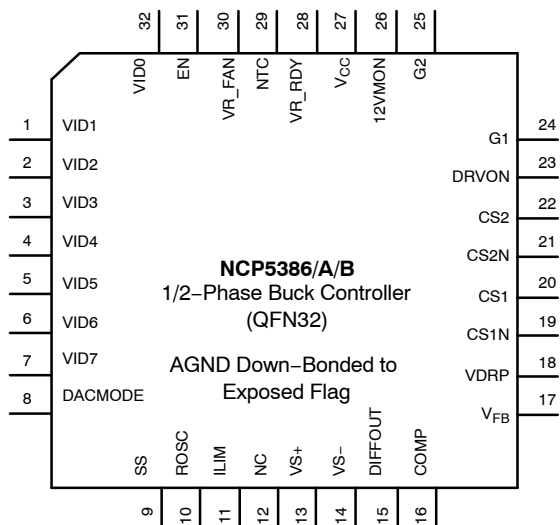 32 31 30 29 28 27 26 25
VID0 EN VR_FAN NTC VR_RDY VCC 12VMON G2
1 VID1
2 VID2
3 VID3
4 VID4
5 VID5
6 VID6
7 VID7
8 DACMODE
NCP5386/A/B
1/2−Phase Buck Controller
(QFN32)
AGND Down−Bonded to
Exposed Flag
G1 24
DRVON 23
CS2 22
CS2N 21
CS1 20
CS1N 19
VDRP 18
VFB 17
SS ROSC ILIM NC VS+ VS− DIFFOUT COMP
9 10 11 12 13 14 15 16